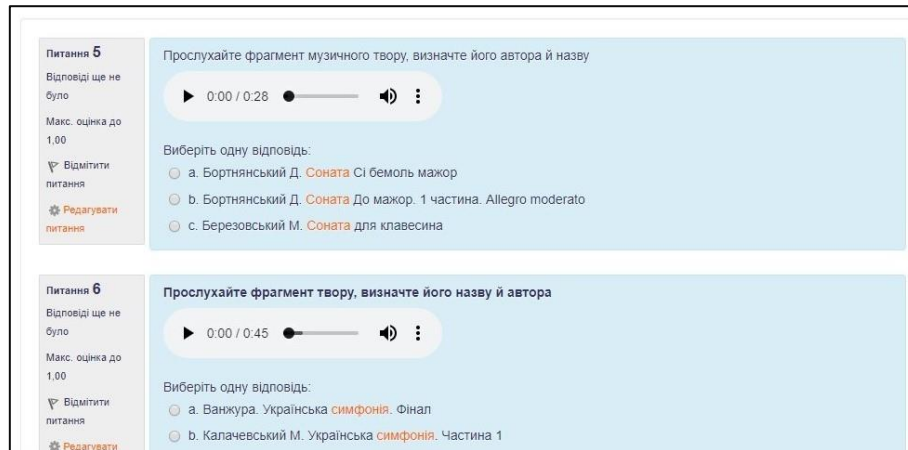 Питання 5
Відповіді ще не
було
Макс. оцінка до
1,00
Відмітити
питання
Редагувати
питання
Прослухайте фрагмент музичного твору, визначте його автора й назву
0:00 / 0:28
Виберіть одну відповідь:
a. Бортнянський Д. Соната Сі бемоль мажор
b. Бортнянський Д. Соната До мажор. 1 частина. Allegro moderato
c. Березовський М. Соната для клавесина
Питання 6
Відповіді ще не
було
Макс. оцінка до
1,00
Відмітити
питання
Редагувати
Прослухайте фрагмент твору, визначте його назву й автора
0:00 / 0:45
Виберіть одну відповідь:
a. Ванжура. Українська симфонія. Фінал
b. Калачевський М. Українська симфонія. Частина 1